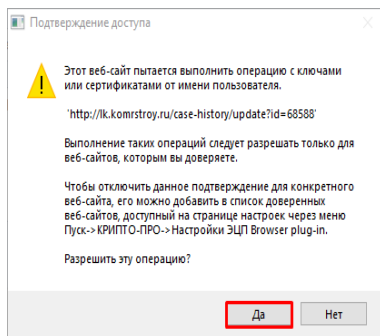 Подтверждение доступа
Этот веб-сайт пытается выполнить операцию с ключами
или сертификатами от имени пользователя.
'http://lk.komrstroy.ru/case-history/update?id=68588'
Выполнение таких операций следует разрешать только для
веб-сайтов, которым вы доверяете.
Чтобы отключить данное подтверждение для конкретного
веб-сайта, его можно добавить в список доверенных
веб-сайтов, доступный на странице настроек через меню
Пуск->КРИПТО-ПРО->Настройки ЭЦП Browser plug-in.
Разрешить эту операцию?
Да
Нет